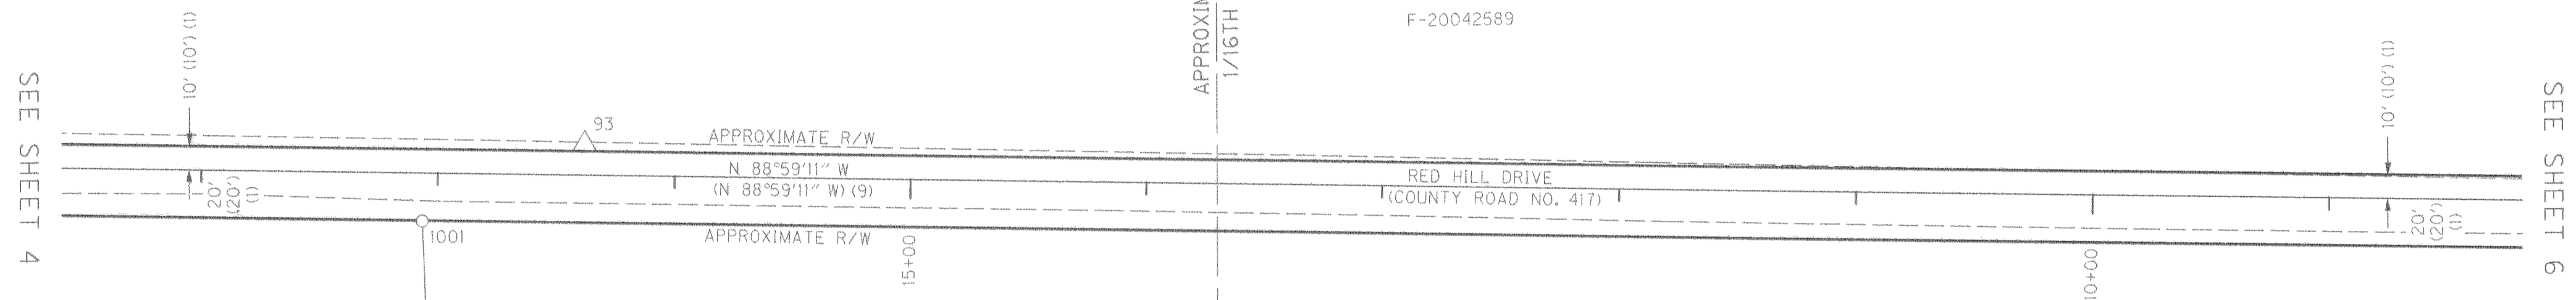 SEE SHEET 4
10' (10') (1)
20'
(20')
(1)
93
APPROXIMATE R/W
N 88°59'11" W
(N 88°59'11" W) (9)
1001
APPROXIMATE R/W
15+00
APPROXIM
1/16TH
F-20042589
RED HILL DRIVE
(COUNTY ROAD NO. 417)
10+00
10' (10') (1)
20'
(20')
(1)
SEE SHEET 6